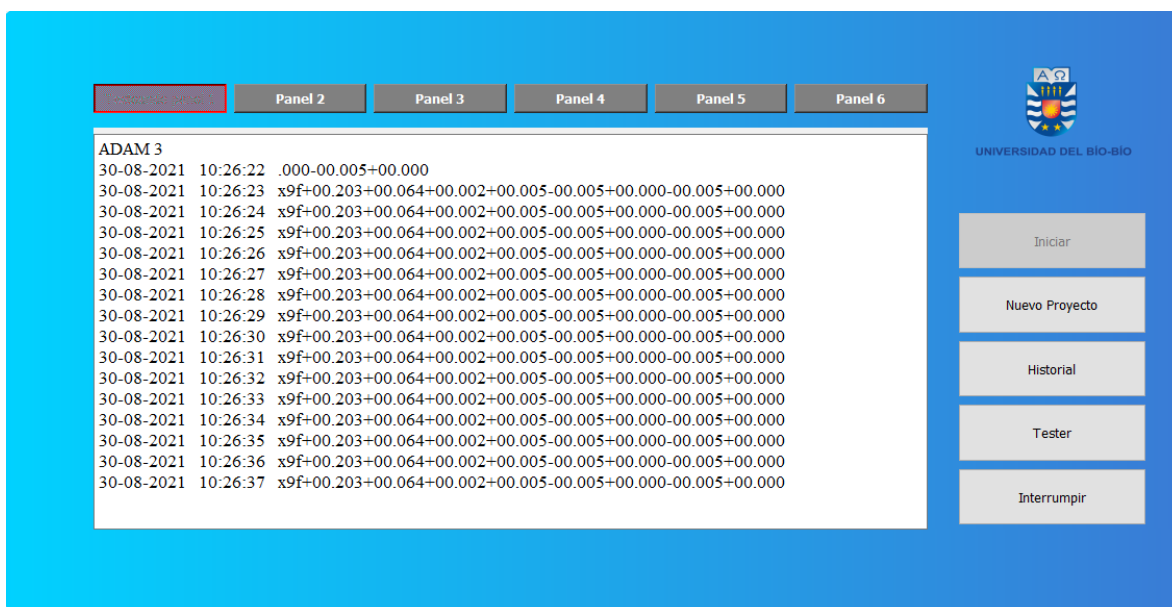 Panel 2 Panel 3 Panel 4 Panel 5 Panel 6
ΑΩ
UNIVERSIDAD DEL BÍO-BÍO
ADAM 3
30-08-2021 10:26:22 .000-00.005+00.000
30-08-2021 10:26:23 x9f+00.203+00.064+00.002+00.005-00.005+00.000-00.005+00.000
30-08-2021 10:26:24 x9f+00.203+00.064+00.002+00.005-00.005+00.000-00.005+00.000
30-08-2021 10:26:25 x9f+00.203+00.064+00.002+00.005-00.005+00.000-00.005+00.000
30-08-2021 10:26:26 x9f+00.203+00.064+00.002+00.005-00.005+00.000-00.005+00.000
30-08-2021 10:26:27 x9f+00.203+00.064+00.002+00.005-00.005+00.000-00.005+00.000
30-08-2021 10:26:28 x9f+00.203+00.064+00.002+00.005-00.005+00.000-00.005+00.000
30-08-2021 10:26:29 x9f+00.203+00.064+00.002+00.005-00.005+00.000-00.005+00.000
30-08-2021 10:26:30 x9f+00.203+00.064+00.002+00.005-00.005+00.000-00.005+00.000
30-08-2021 10:26:31 x9f+00.203+00.064+00.002+00.005-00.005+00.000-00.005+00.000
30-08-2021 10:26:32 x9f+00.203+00.064+00.002+00.005-00.005+00.000-00.005+00.000
30-08-2021 10:26:33 x9f+00.203+00.064+00.002+00.005-00.005+00.000-00.005+00.000
30-08-2021 10:26:34 x9f+00.203+00.064+00.002+00.005-00.005+00.000-00.005+00.000
30-08-2021 10:26:35 x9f+00.203+00.064+00.002+00.005-00.005+00.000-00.005+00.000
30-08-2021 10:26:36 x9f+00.203+00.064+00.002+00.005-00.005+00.000-00.005+00.000
30-08-2021 10:26:37 x9f+00.203+00.064+00.002+00.005-00.005+00.000-00.005+00.000
Iniciar
Nuevo Proyecto
Historial
Tester
Interrumpir